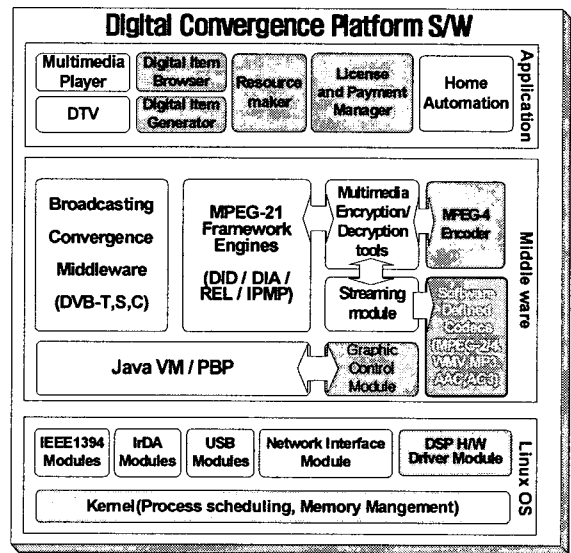 Digital Convergence Platform S/W
Multimedia
Player
DTV
Digital Item
Browser
Digital Item
Generator
Resource
maker
License
and Payment
Manager
Home
Automation
Application
Broadcasting
Convergence
Middleware
(DVB-T,S,C)
MPEG-21
Framework
Engines
(DID / DIA /
REL / IPMP)
Multimedia
Encryption/
Decryption
tools
MPEG-4
Encoder
Streaming
module
Software
Defined
Codecs
(MPEG-2/4,
WMV, MP3
AAC, AC3)
Java VM / PBP
Graphic
Control
Module
Middle ware
IEEE1394
Modules
IrDA
Modules
USB
Modules
Network Interface
Module
DSP H/W
Driver Module
Kernel(Process scheduling, Memory Mangement)
Linux OS